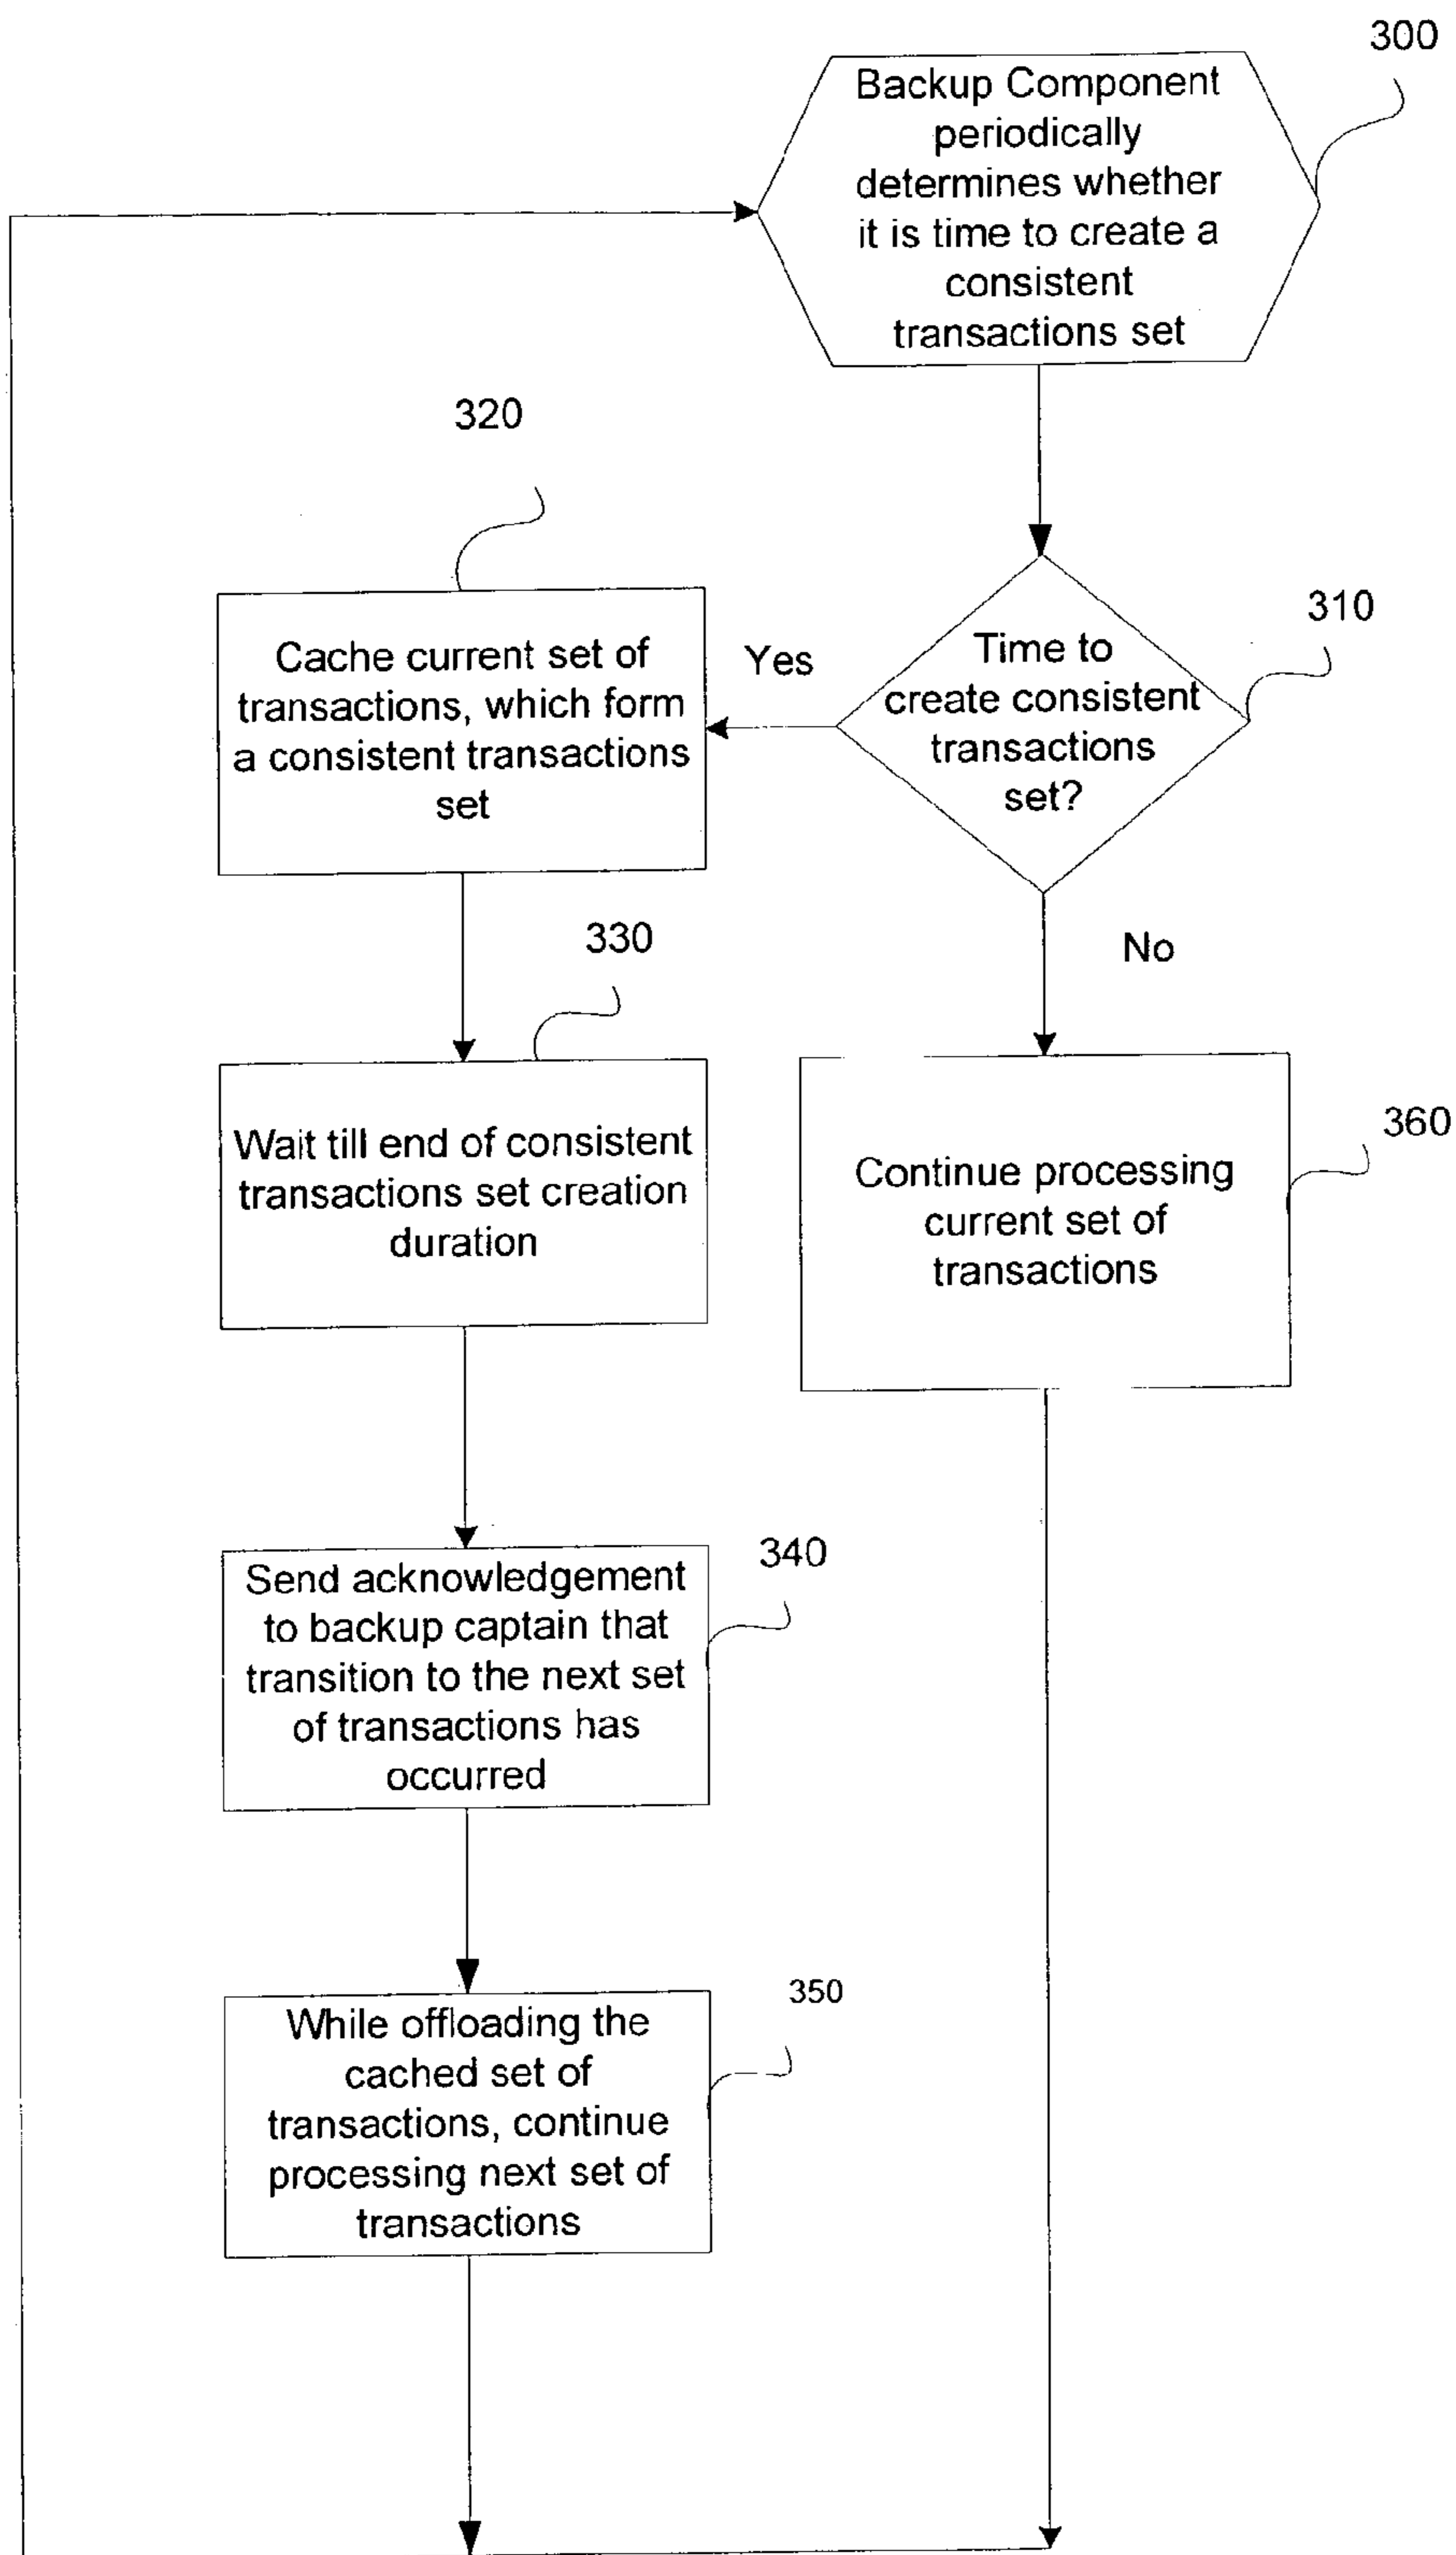 300
Backup Component
periodically
determines whether
it is time to create a
consistent
transactions set
320
310
Cache current set of
transactions, which form
a consistent transactions
set
Yes
Time to
create consistent
transactions
set?
330
No
Wait till end of consistent
transactions set creation
duration
360
Continue processing
current set of
transactions
340
Send acknowledgement
to backup captain that
transition to the next set
of transactions has
occurred
350
While offloading the
cached set of
transactions, continue
processing next set of
transactions